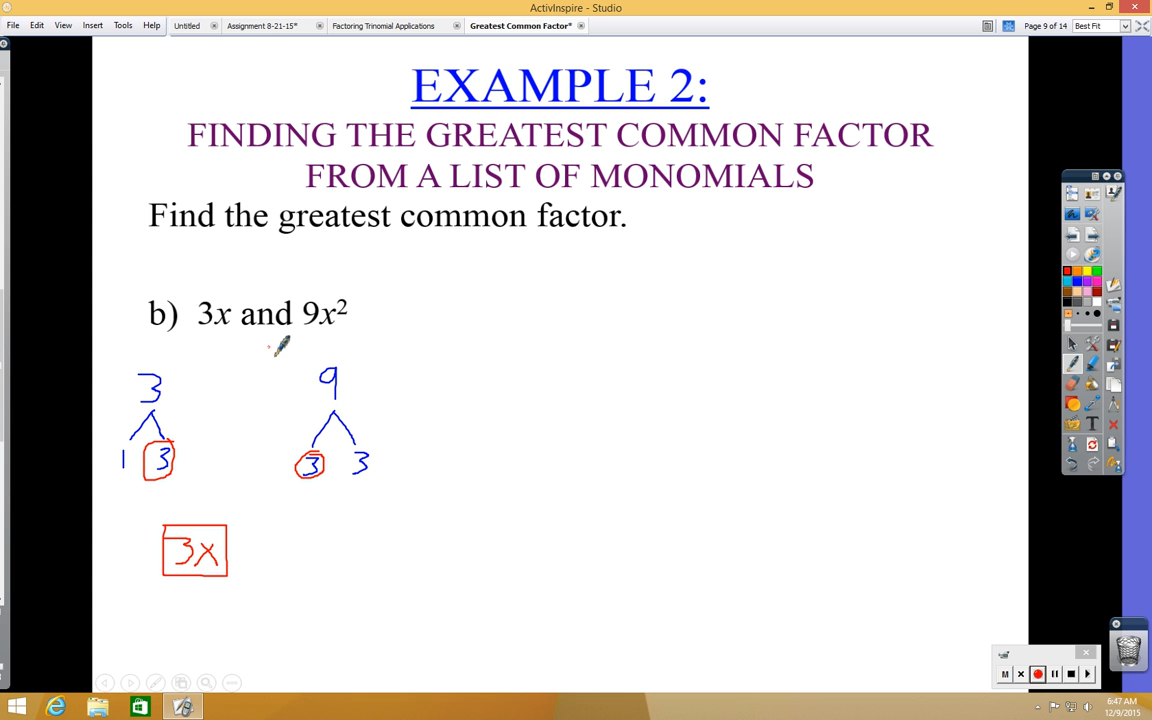 ActivInspire - Studio
File Edit View Insert Tools Help Untitled Assignment 8-21-15* Factoring Trinomial Applications Greatest Common Factor* Page 9 of 14 Best Fit
EXAMPLE 2:
FINDING THE GREATEST COMMON FACTOR
FROM A LIST OF MONOMIALS
Find the greatest common factor.
b) 3x and 9x²
3 9
1 3 3 3
3x
M
6:47 AM
12/9/2015